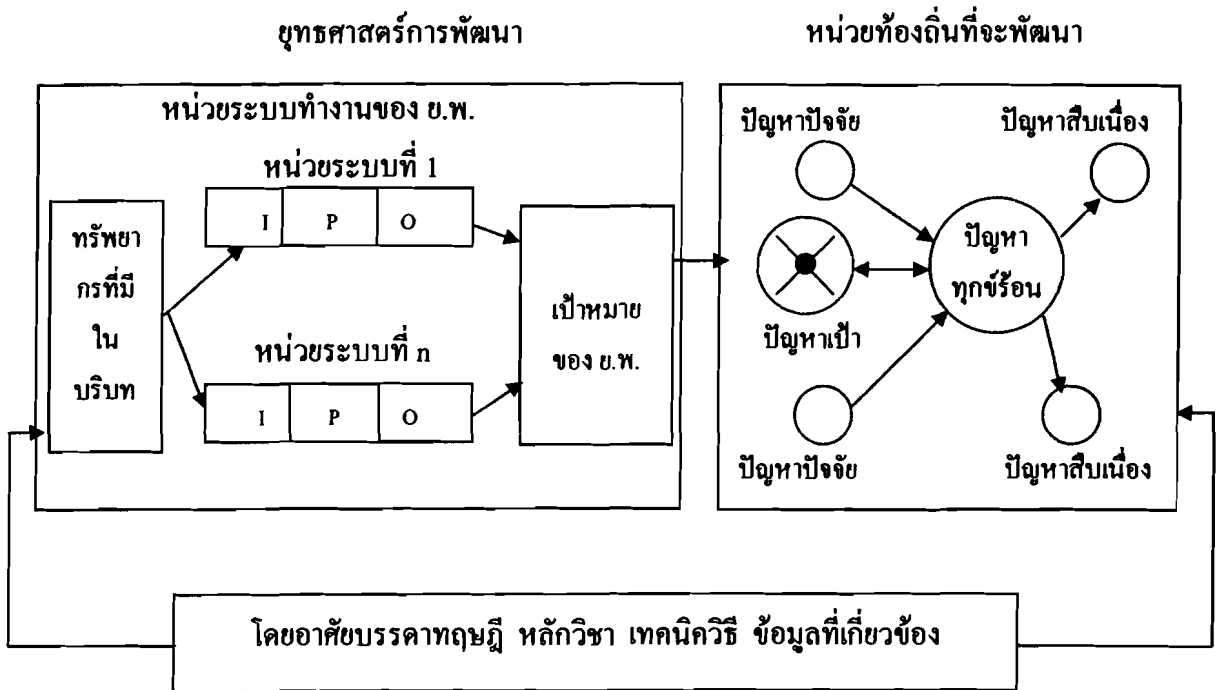 ยุทธศาสตร์การพัฒนา
หน่วยท้องถิ่นที่จะพัฒนา
หน่วยระบบทำงานของ ย.พ.
หน่วยระบบที่ 1
I P O
ทรัพยา
กรที่มี
ใน
บริบท
หน่วยระบบที่ n
I P O
เป้าหมาย
ของ ย.พ.
ปัญหาปัจจัย
ปัญหาสืบเนื่อง
ปัญหา
ทุกข์ร้อน
ปัญหาเป้า
ปัญหาปัจจัย
ปัญหาสืบเนื่อง
โดยอาศัยบรรดาทฤษฎี หลักวิชา เทคนิควิธี ข้อมูลที่เกี่ยวข้อง